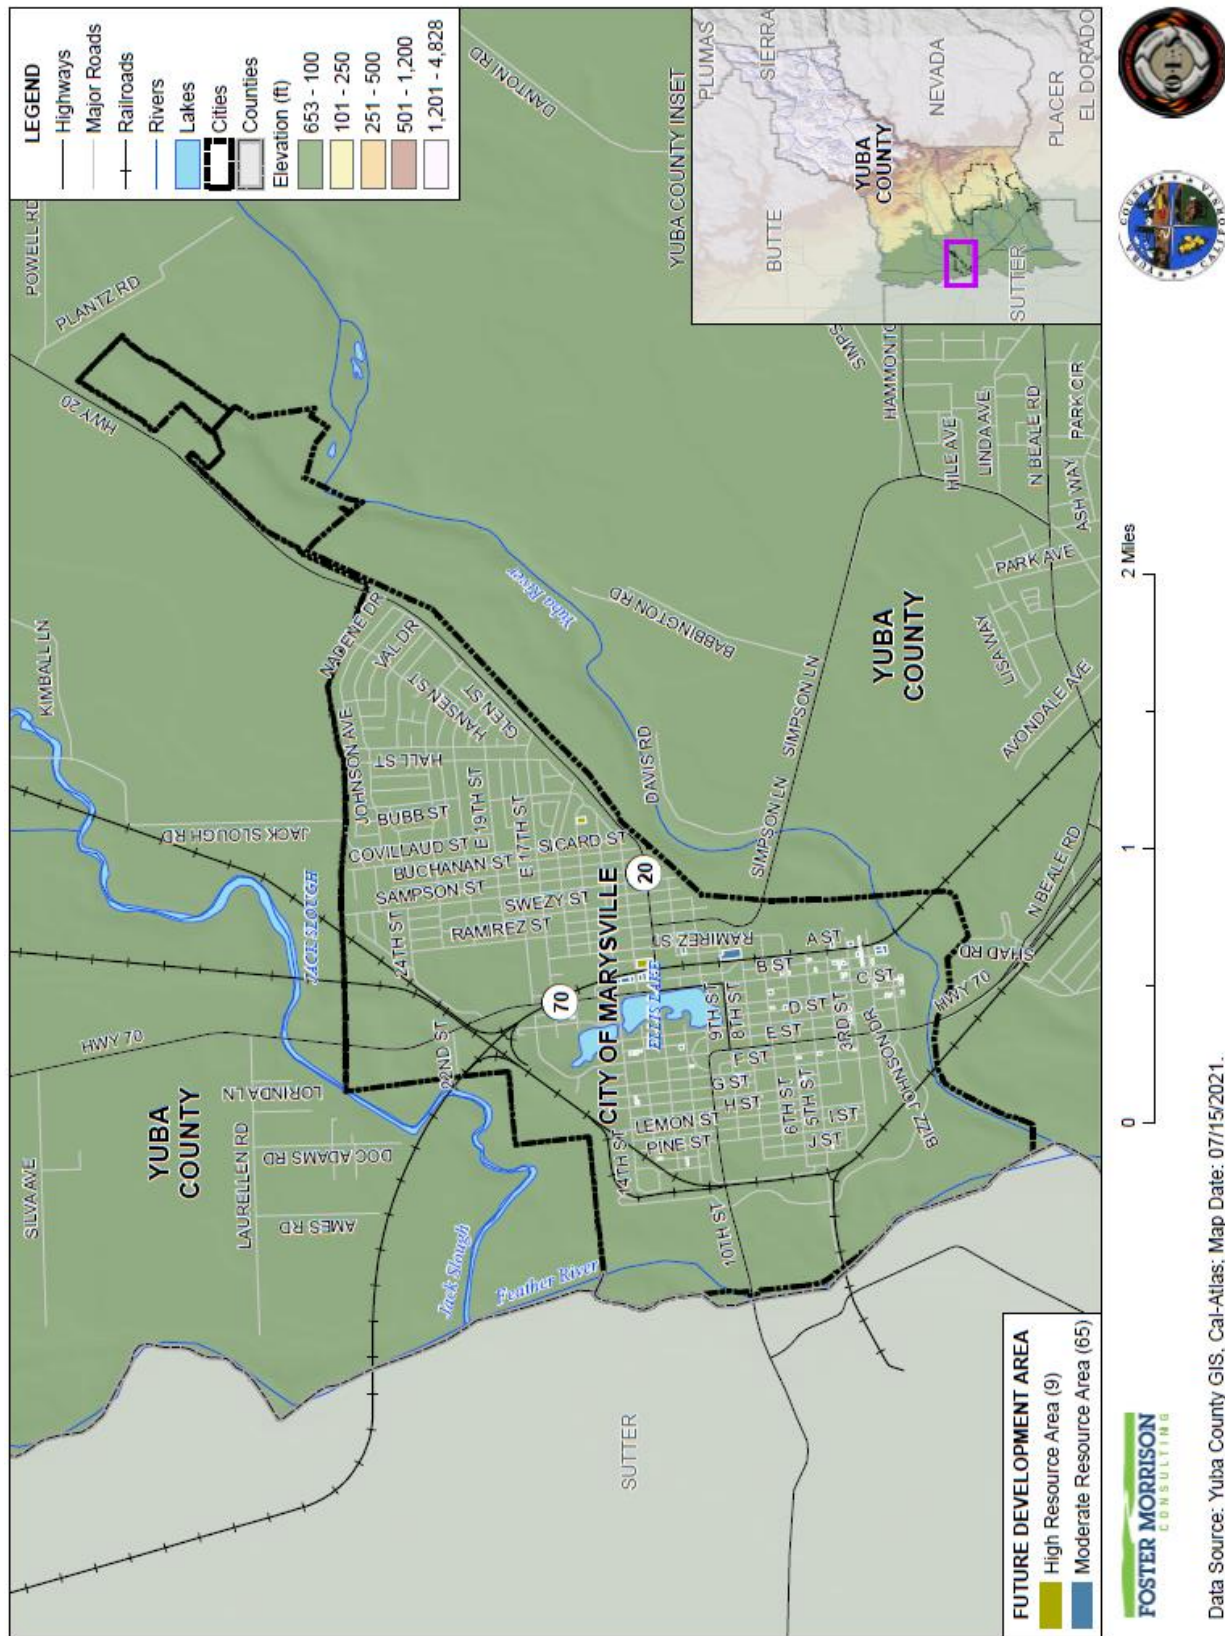 LEGEND
Highways
Major Roads
Railroads
Rivers
Lakes
Cities
Counties
Elevation (ft)
653 - 100
101 - 250
251 - 500
501 - 1,200
1,201 - 4,828
POWELL RD
PLANTZ RD
DANTONI RD
HWY 20
KIMBALL LN
NADENE DR
VAL DR
HANSEN ST
GLEN ST
JOHNSON AVE
HALL ST
JACK SLOUGH RD
BUBB ST
E 19TH ST
E 17TH ST
COVILLAUD ST
BUCHANAN ST
SICARD ST
SAMPSON ST
SWEZY ST
RAMIREZ ST
24TH ST
JACK SLOUGH
HWY 70
22ND ST
LORINDA LN
SILVA AVE
YUBA
COUNTY
LAURELLEN RD
DOC ADAMS RD
AMES RD
Jack Slough
Feather River
SUTTER
CITY OF MARYSVILLE
20
70
ELLIS LAKE
RAMIREZ ST
A ST
B ST
C ST
D ST
E ST
F ST
G ST
H ST
I ST
J ST
9TH ST
8TH ST
3RD ST
6TH ST
5TH ST
LEMON ST
PINE ST
14TH ST
10TH ST
BIZZ JOHNSON DR
HWY 70
SHAD RD
N BEALE RD
Yuba River
BABBINGTON RD
DAVIS RD
SIMPSON LN
SIMPSON LN
YUBA
COUNTY
AVONDALE AVE
LISA WAY
PARK AVE
ASH WAY
PARK CIR
N BEALE RD
LINDA AVE
HILE AVE
HAMMONTO
SIMPS
YUBA COUNTY INSET
PLUMAS
SIERRA
BUTTE
YUBA
COUNTY
NEVADA
PLACER
EL DORADO
SUTTER
FUTURE DEVELOPMENT AREA
High Resource Area (9)
Moderate Resource Area (65)
0
1
2 Miles
FOSTER MORRISON
CONSULTING
YUBA COUNTY
Data Source: Yuba County GIS, Cal-Atlas; Map Date: 07/15/2021.